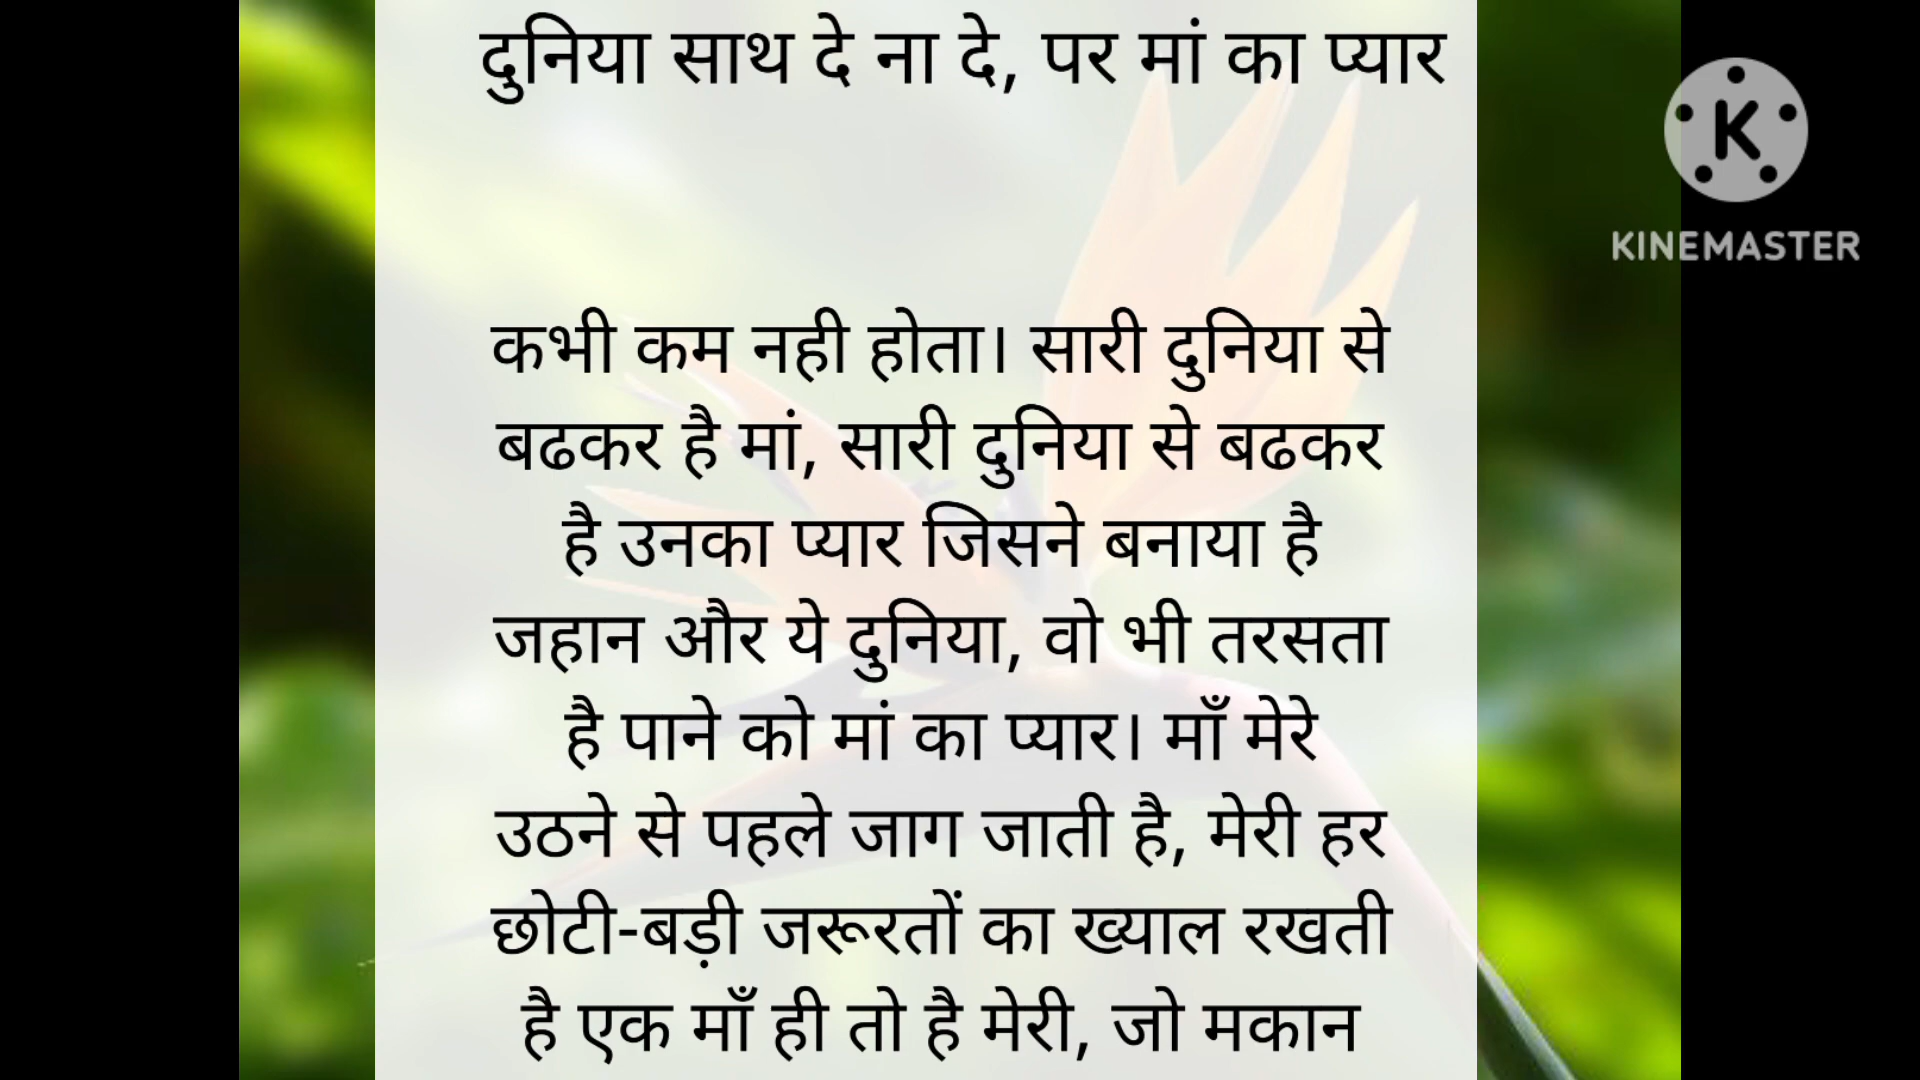 दुनिया साथ दे ना दे, पर मां का प्यार
कभी कम नही होता। सारी दुनिया से
बढकर है मां, सारी दुनिया से बढकर
है उनका प्यार जिसने बनाया है
जहान और ये दुनिया, वो भी तरसता
है पाने को मां का प्यार। माँ मेरे
उठने से पहले जाग जाती है, मेरी हर
छोटी-बड़ी जरूरतों का ख्याल रखती
है एक माँ ही तो है मेरी, जो मकान
K
KINEMASTER